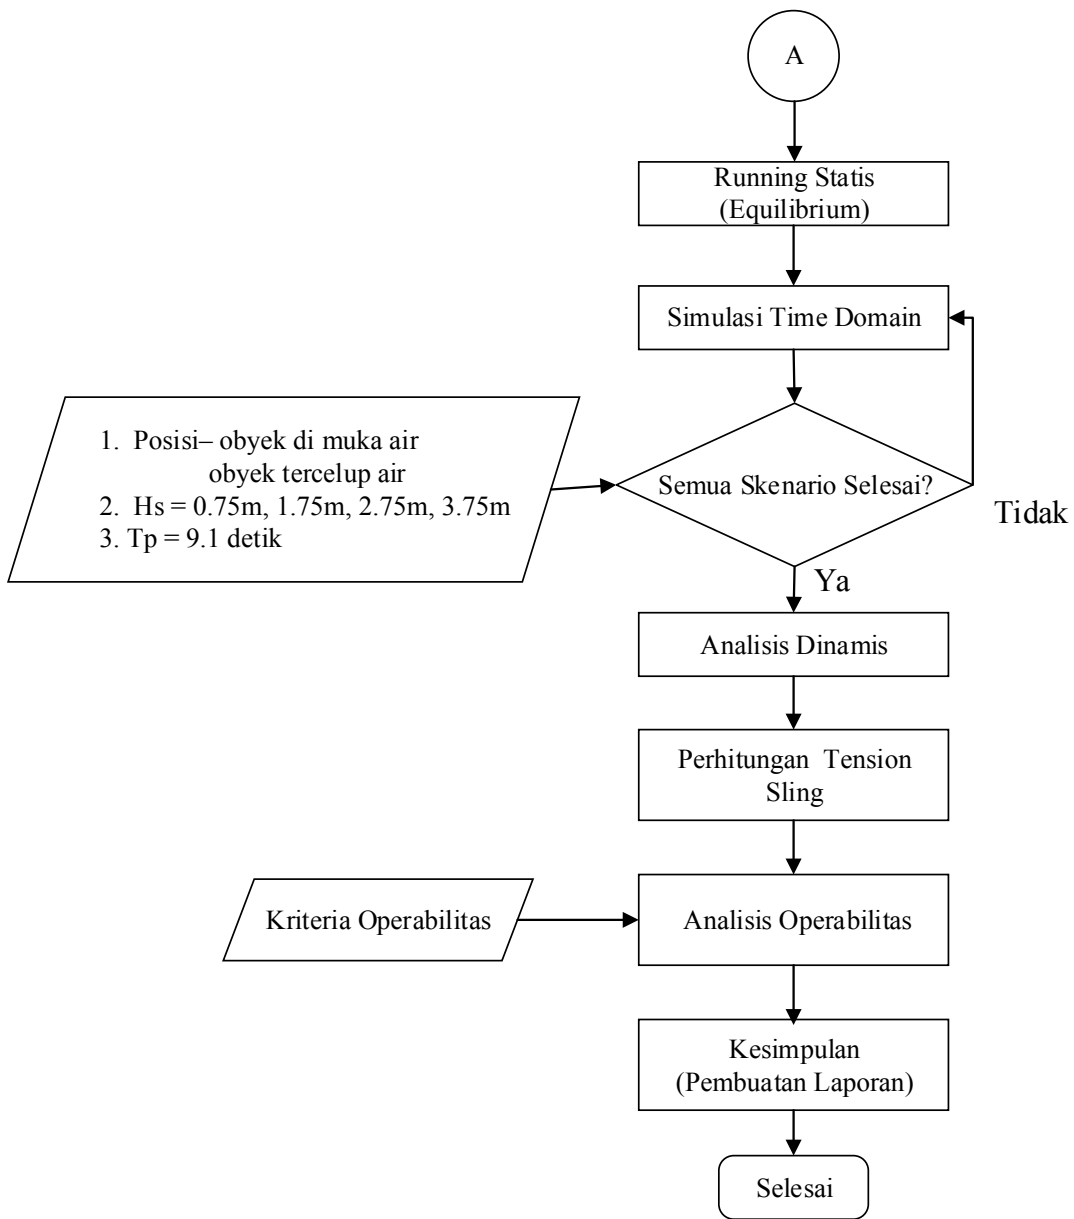 A
Running Statis
(Equilibrium)
Simulasi Time Domain
1. Posisi– obyek di muka air
obyek tercelup air
2. Hs = 0.75m, 1.75m, 2.75m, 3.75m
3. Tp = 9.1 detik
Semua Skenario Selesai?
Tidak
Ya
Analisis Dinamis
Perhitungan Tension
Sling
Kriteria Operabilitas
Analisis Operabilitas
Kesimpulan
(Pembuatan Laporan)
Selesai